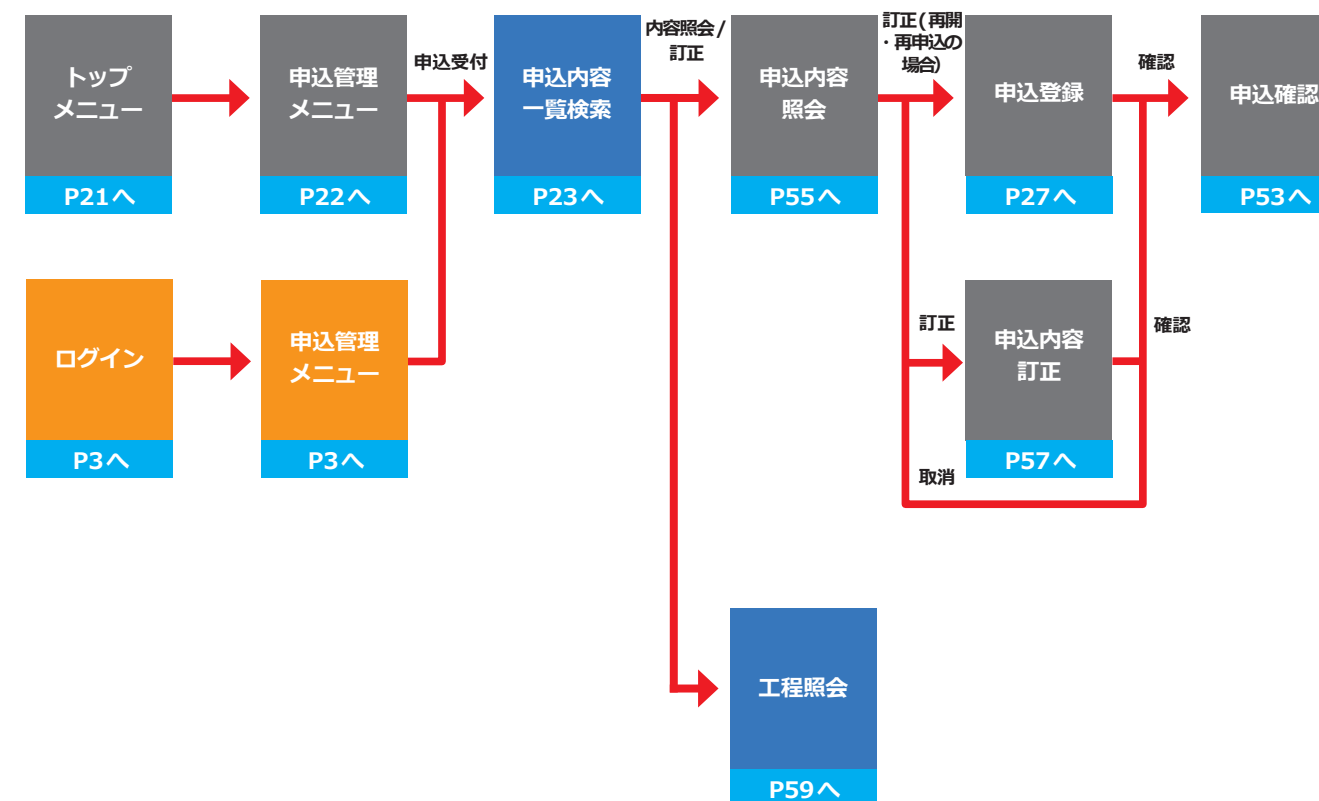 トップ
メニュー
P21へ
申込管理
メニュー
P22へ
申込受付
申込内容
一覧検索
P23へ
内容照会 /
訂正
申込内容
照会
P55へ
訂正 ( 再開
・再申込の
場合)
申込登録
P27へ
確認
申込確認
P53へ
ログイン
P3へ
申込管理
メニュー
P3へ
訂正
申込内容
訂正
P57へ
確認
取消
工程照会
P59へ